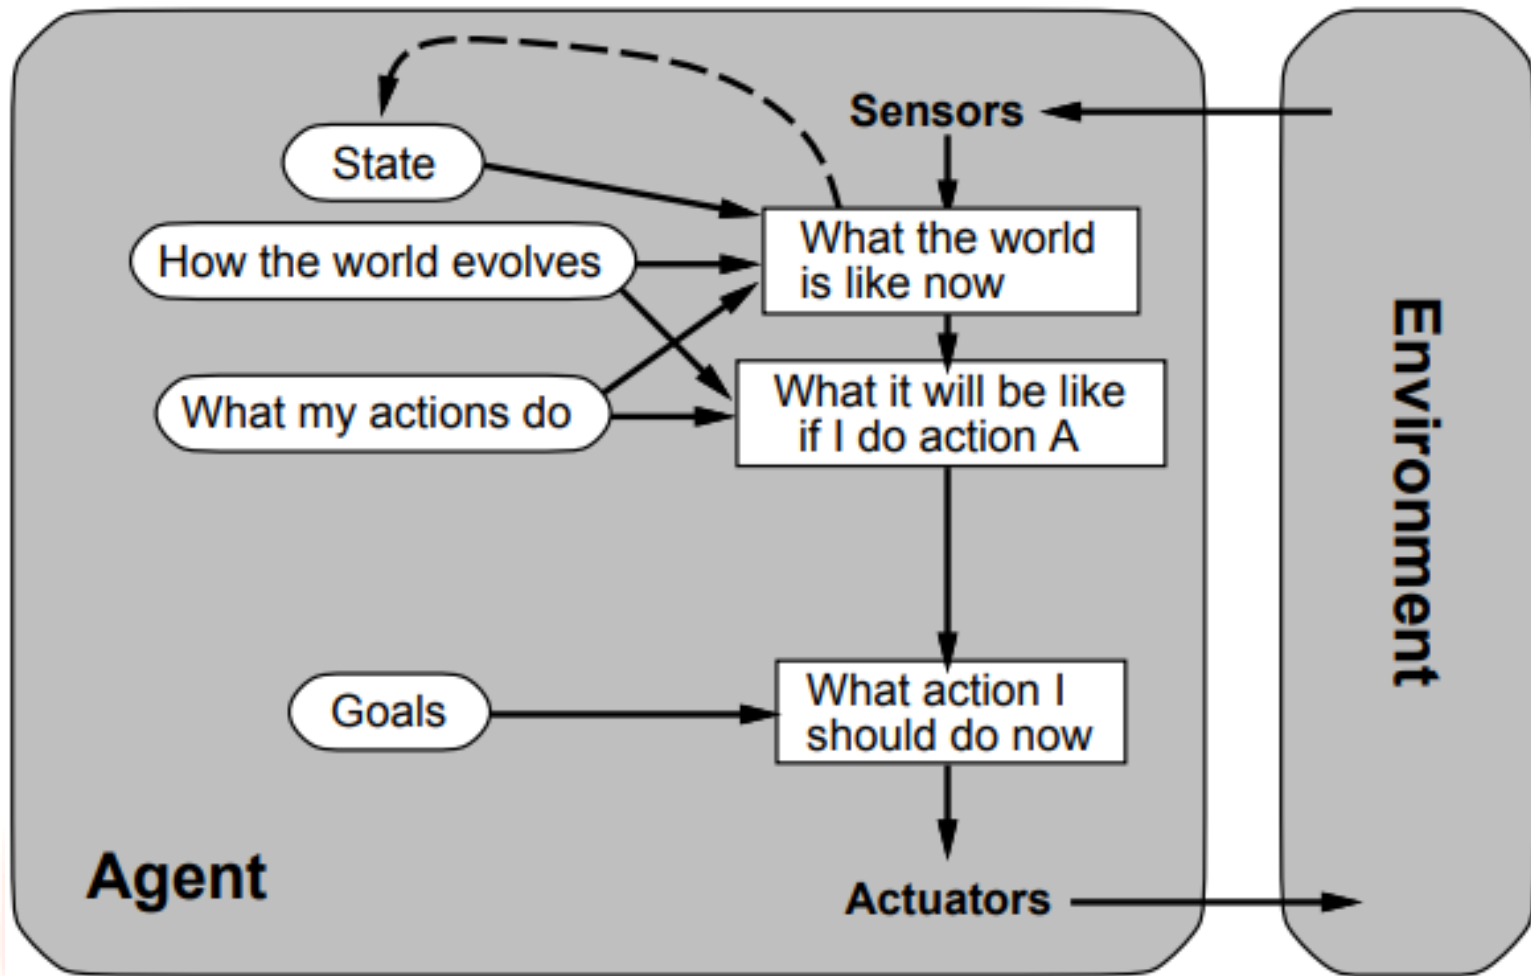 Sensors
State
What the world
is like now
How the world evolves
What it will be like
if I do action A
What my actions do
Environment
What action I
should do now
Goals
Agent
Actuators